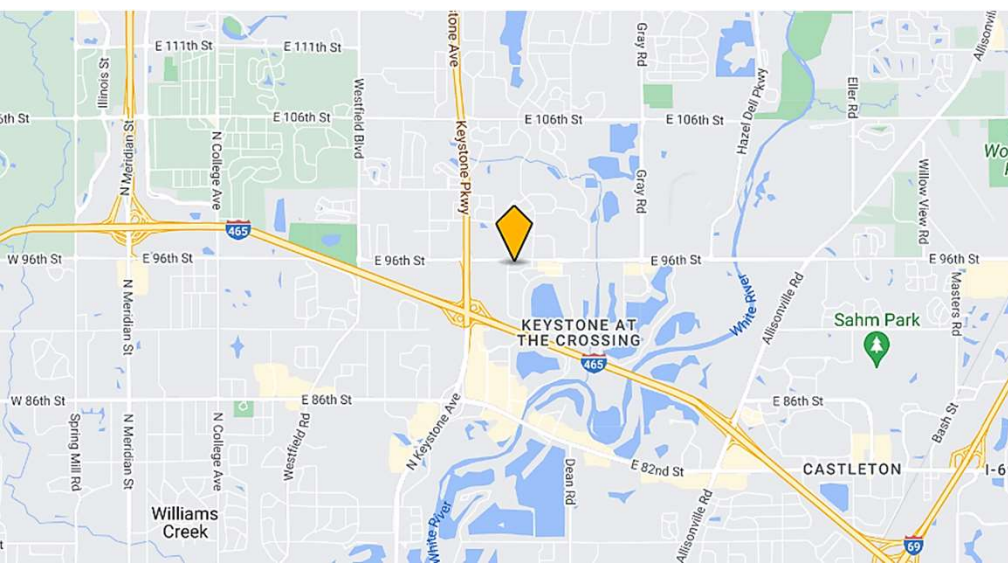 E 111th St
E 111th St
Keystone Ave
Gray Rd
Illinois St
Westfield Blvd
Hazel Dell Pkwy
Eller Rd
E 106th St
E 106th St
E 106th St
N Meridian St
N College Ave
Keystone Pkwy
Gray Rd
Willow View Rd
465
W 96th St
E 96th St
E 96th St
E 96th St
E 96th St
N Meridian St
White River
Allisonville Rd
Masters Rd
KEYSTONE AT
THE CROSSING
Sahm Park
465
W 86th St
E 86th St
E 86th St
Spring Mill Rd
N Meridian St
N College Ave
Westfield Rd
N Keystone Ave
Bash St
E 82nd St
Dean Rd
CASTLETON
Allisonville Rd
Williams
Creek
White River
69